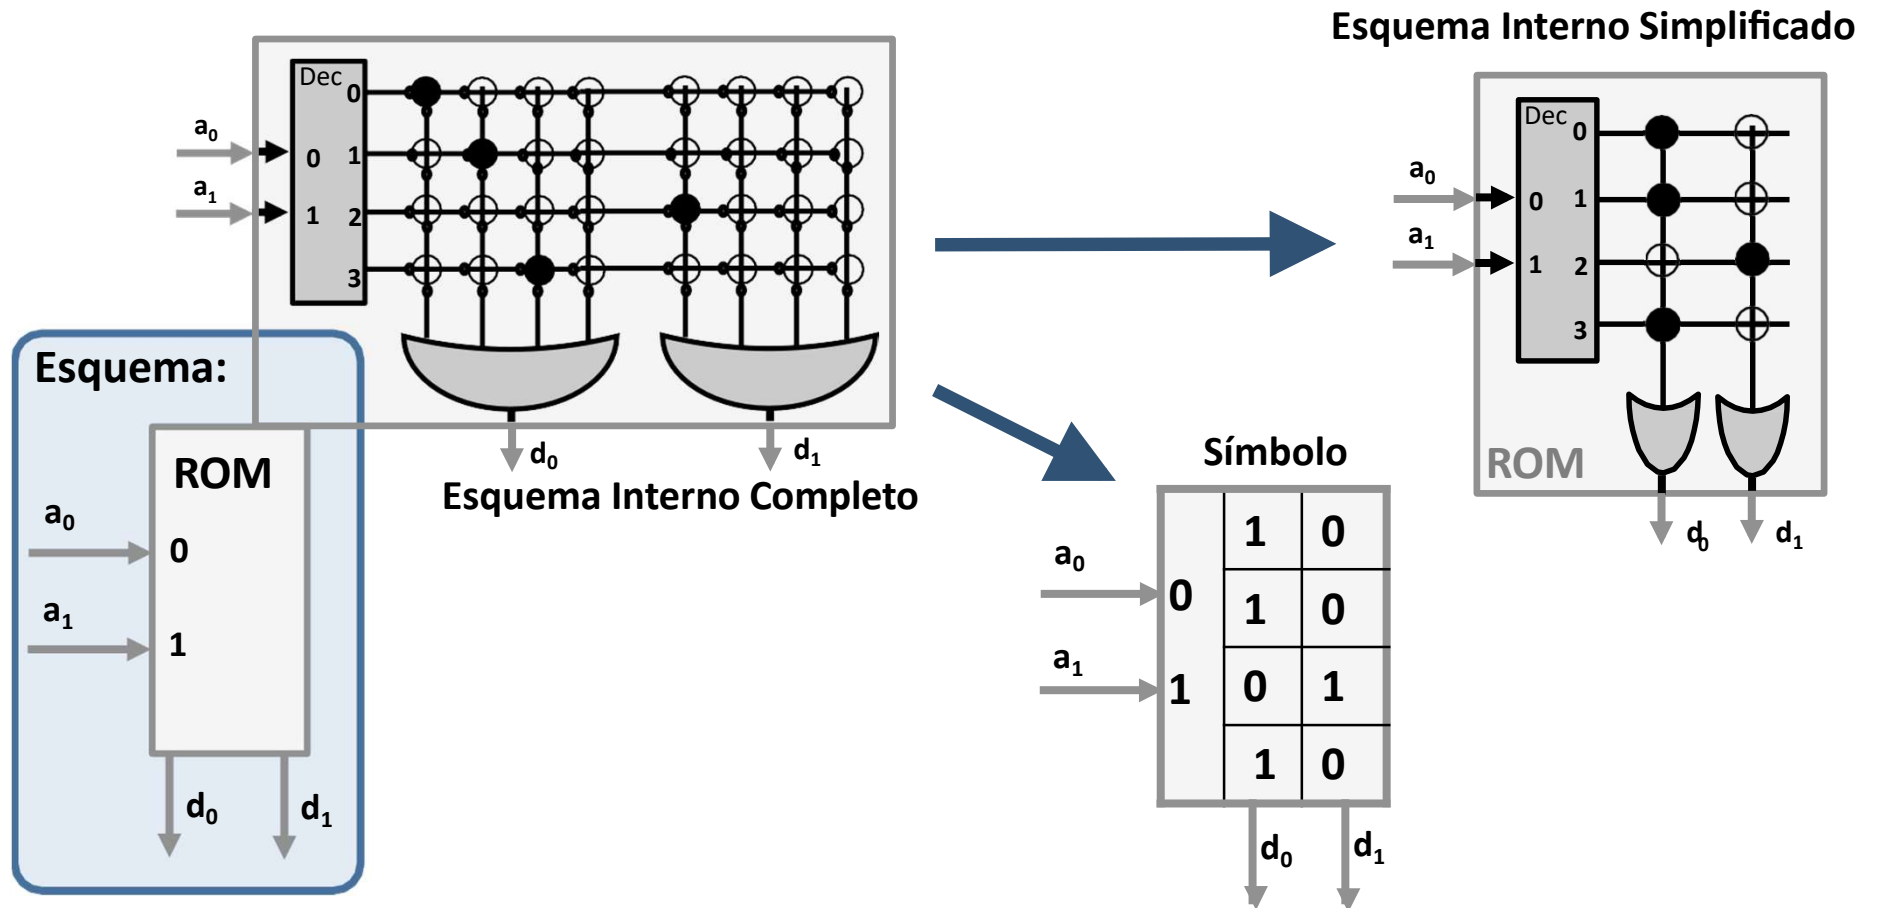 Esquema Interno Simplificado
Dec
0
1
2
3
0
1
a0
a1
d0
d1
Esquema Interno Completo
Esquema:
ROM
a0
0
a1
1
d0
d1
Símbolo
a0
0
a1
1
1 0
1 0
0 1
1 0
d0
d1
Dec
0
1
2
3
0
1
a0
a1
ROM
d0
d1